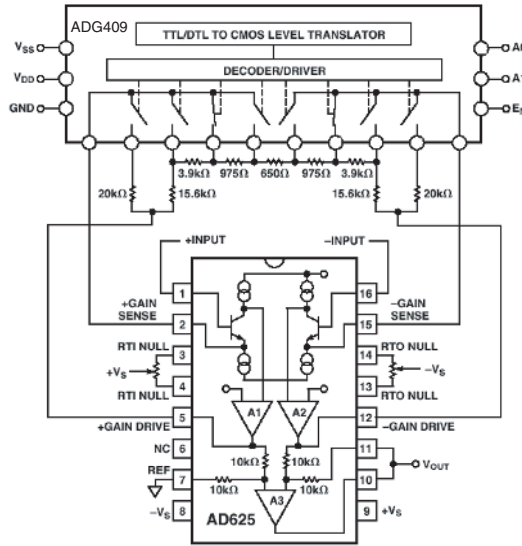 ADG409
TTL/DTL TO CMOS LEVEL TRANSLATOR
DECODER/DRIVER
VSS
VDD
GND
3.9kΩ 975Ω 650Ω 975Ω 3.9kΩ
20kΩ 15.6kΩ 15.6kΩ 20kΩ
+INPUT –INPUT
1 16
+GAIN SENSE –GAIN SENSE
2 15
RTI NULL RTO NULL
3 14
+VS –VS
4 13
RTI NULL RTO NULL
A1 A2
5 12
+GAIN DRIVE –GAIN DRIVE
10kΩ 10kΩ
NC 6 11
VOUT
REF 7 10
10kΩ A3 10kΩ
–VS 8 9 +VS
AD625